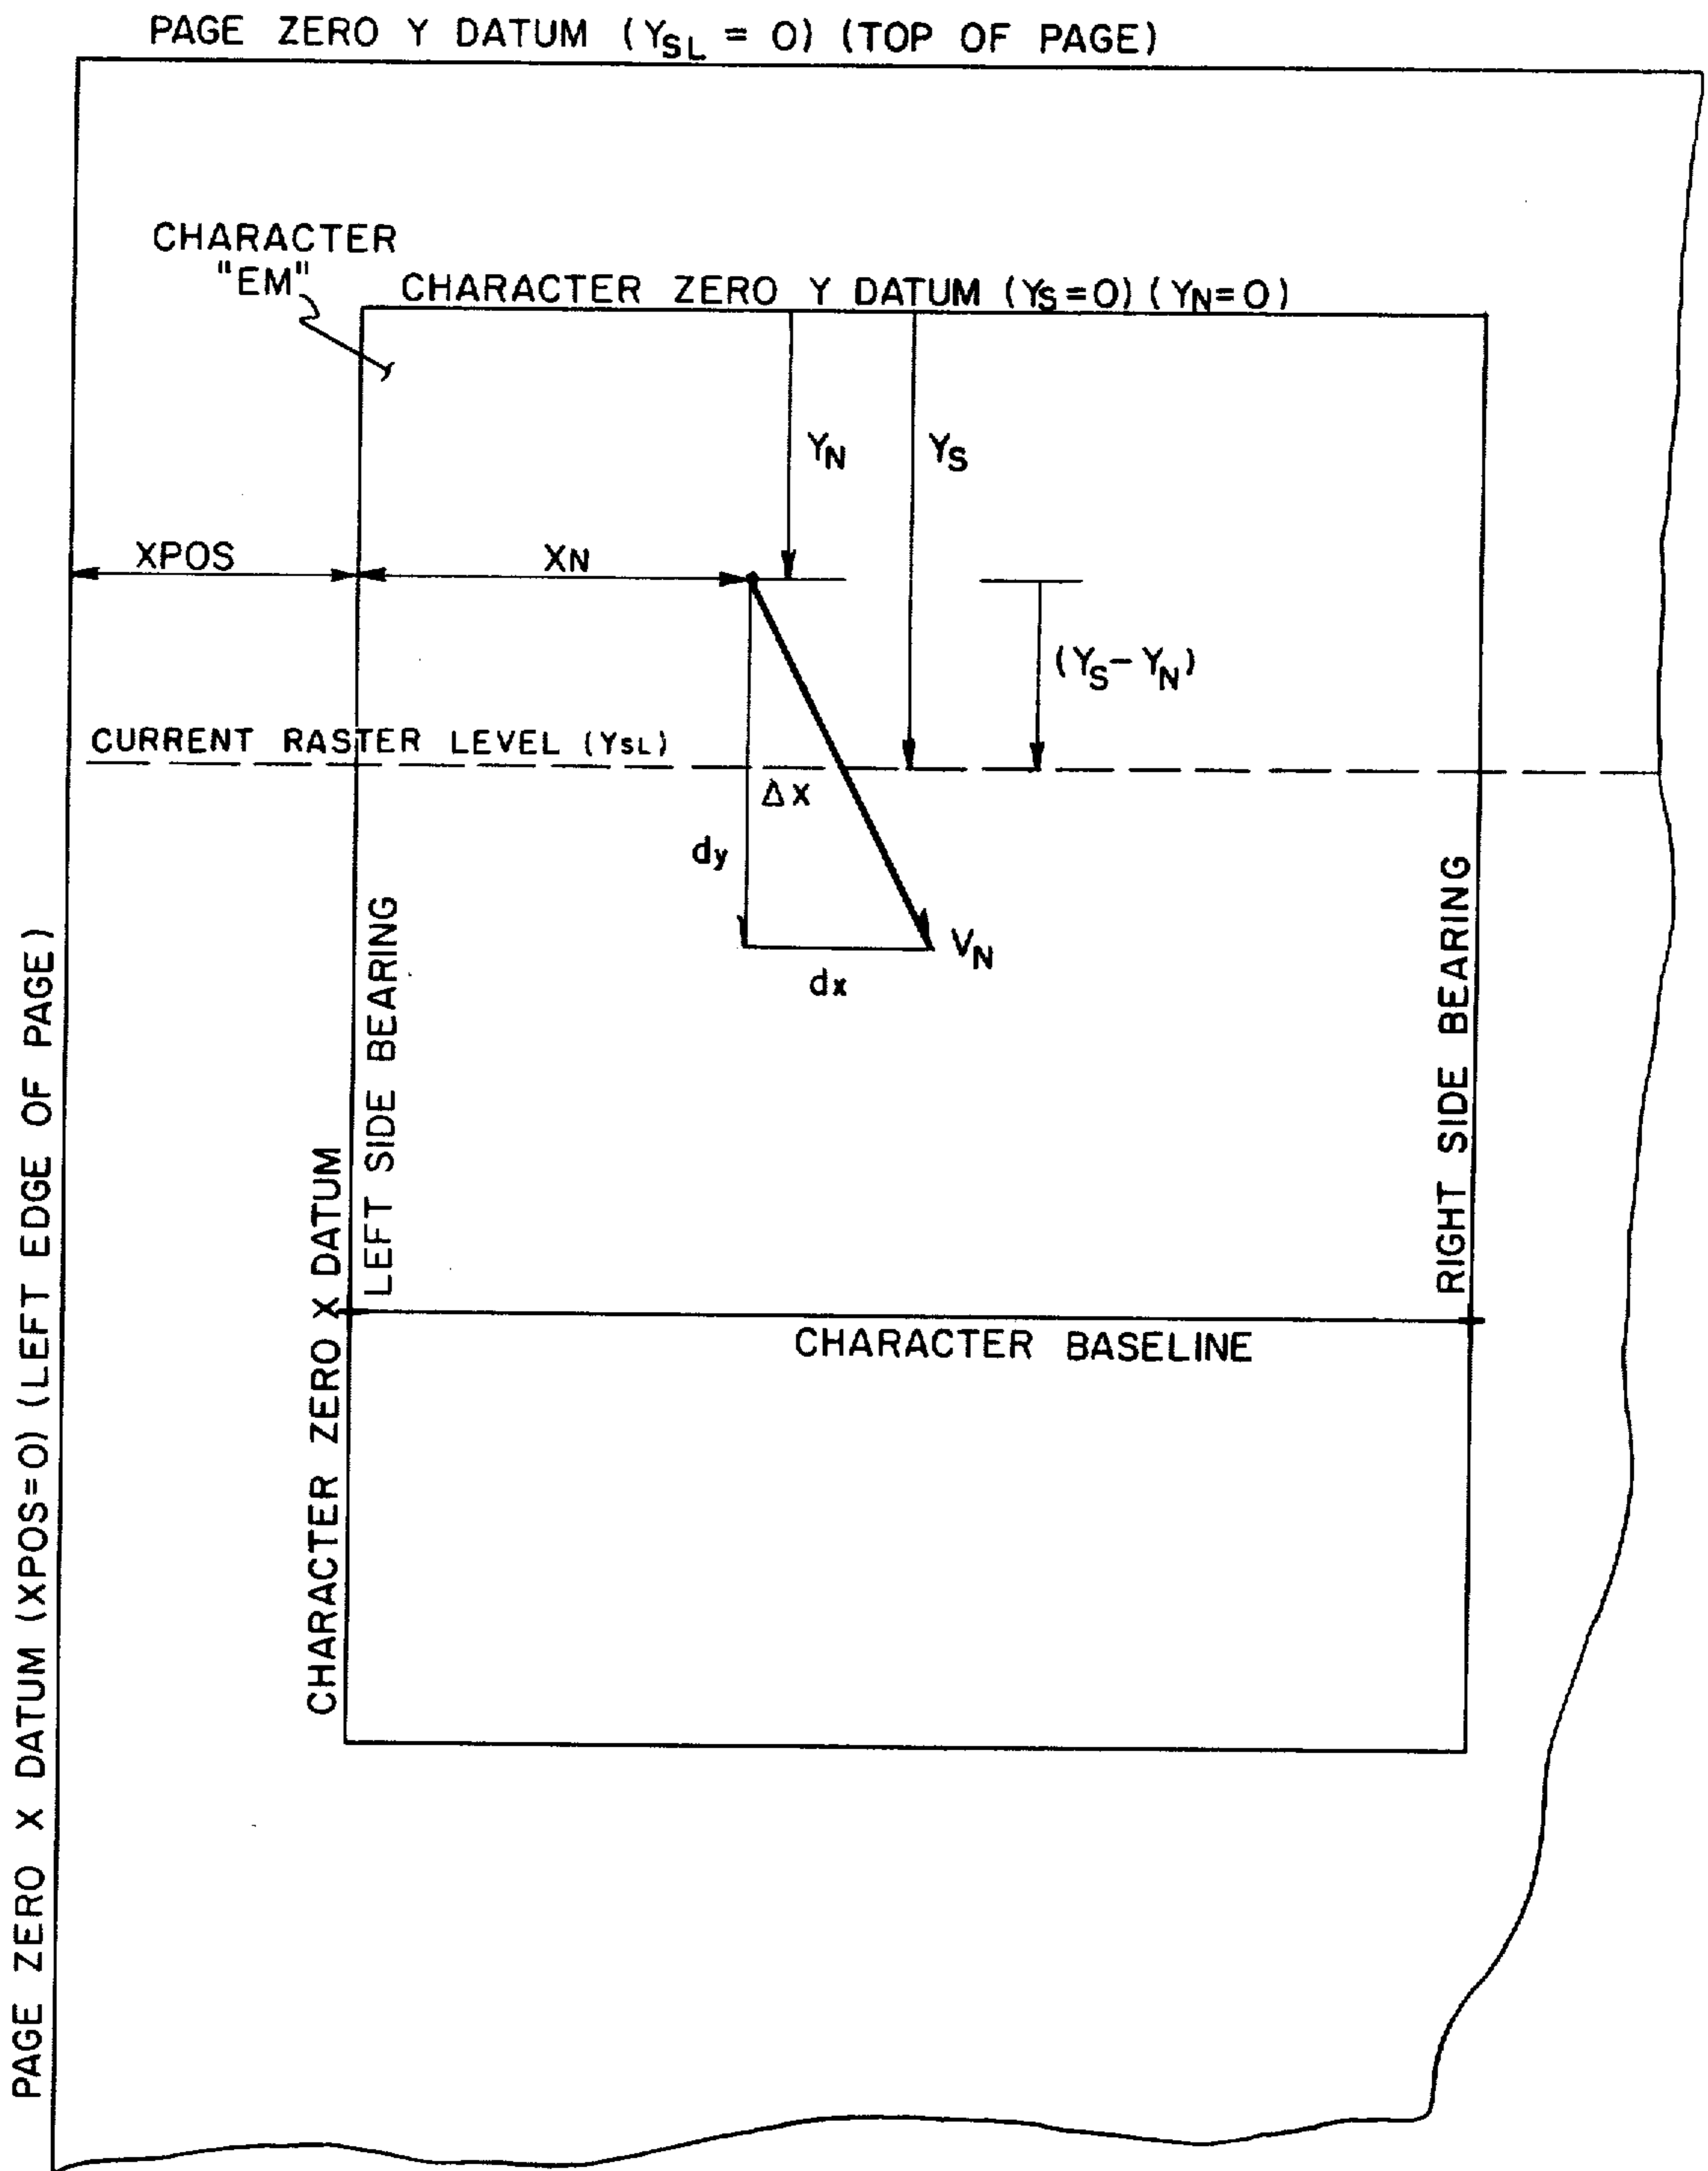 PAGE ZERO Y DATUM (YSL = 0) (TOP OF PAGE)
CHARACTER
"EM"
CHARACTER ZERO Y DATUM (YS=0) (YN=0)
YN
YS
XPOS
XN
(YS-YN)
CURRENT RASTER LEVEL (YSL)
Δx
dy
VN
dx
LEFT SIDE BEARING
RIGHT SIDE BEARING
CHARACTER ZERO X DATUM
CHARACTER BASELINE
PAGE ZERO X DATUM (XPOS=0) (LEFT EDGE OF PAGE)